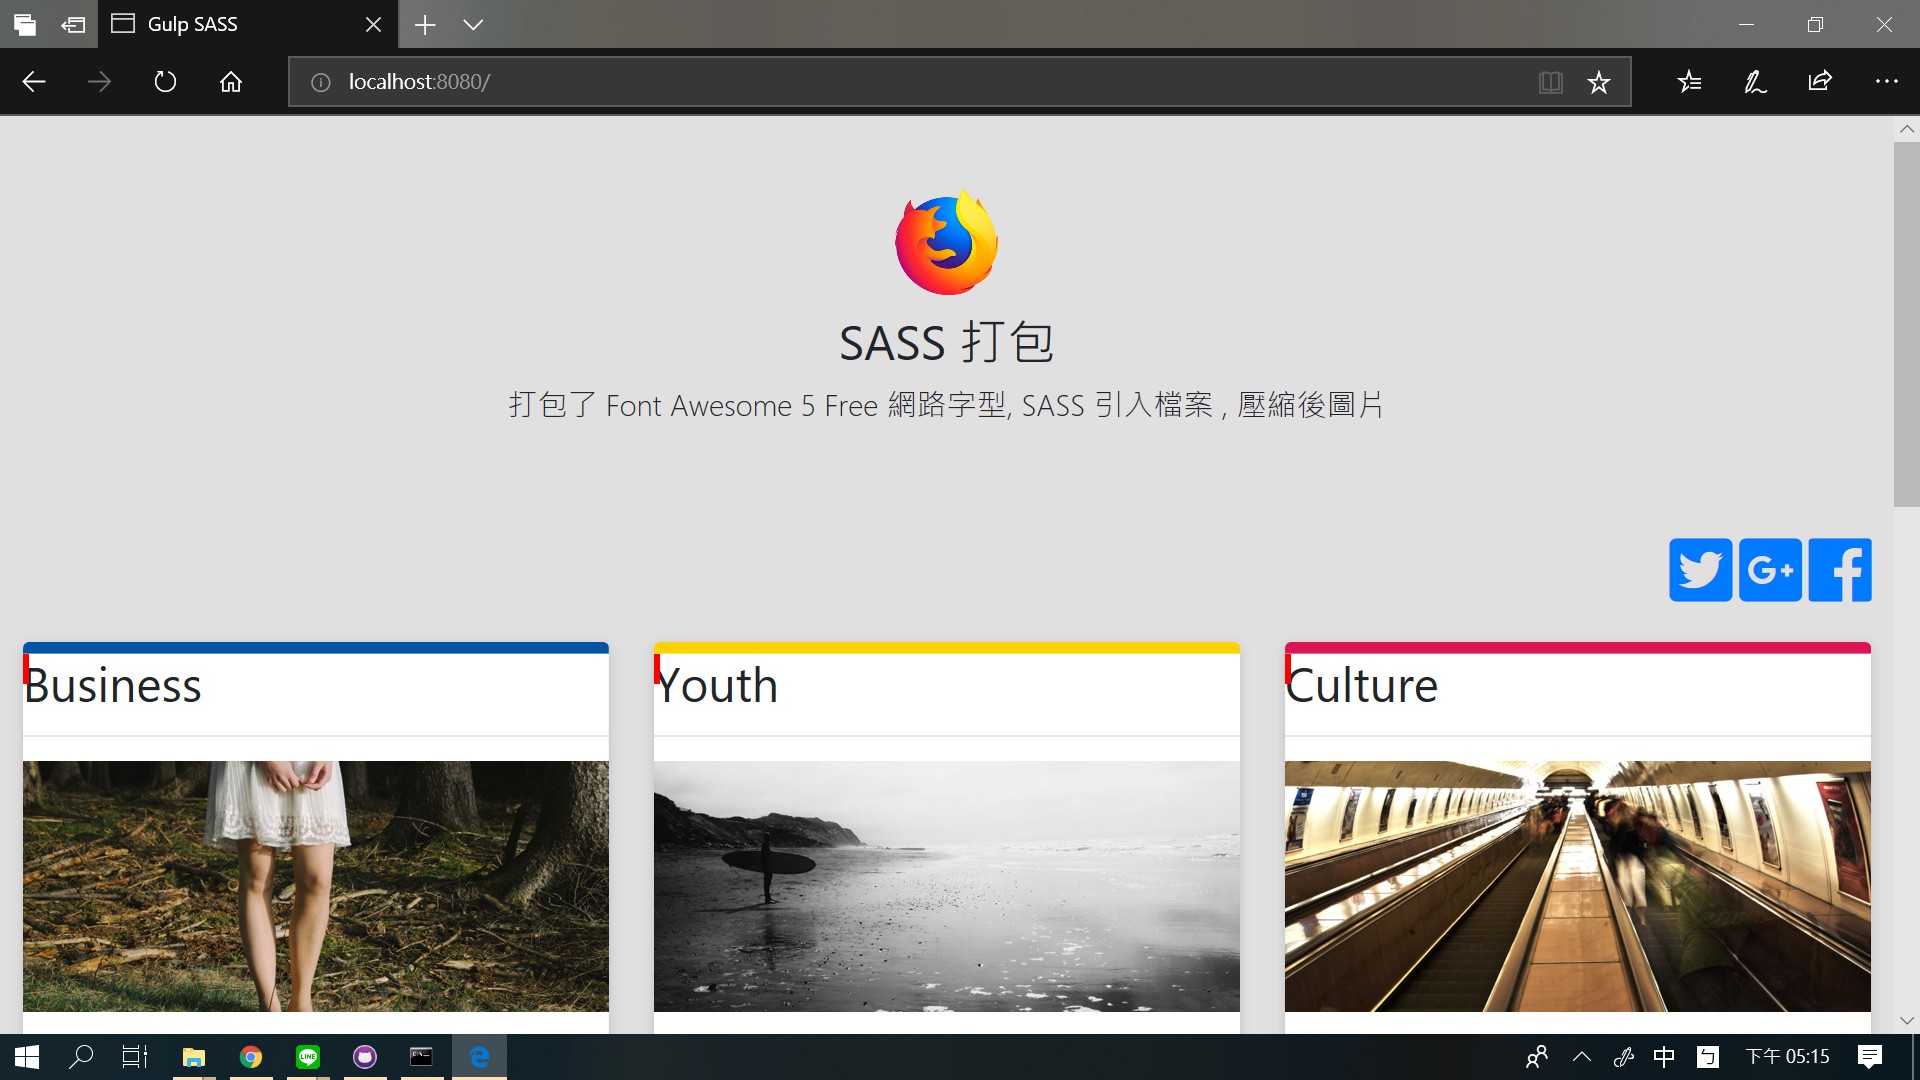 Gulp SASS
localhost:8080/
SASS 打包
打包了 Font Awesome 5 Free 網路字型, SASS 引入檔案 , 壓縮後圖片
G+
Business
Youth
Culture
LINE
中
ㄅ
下午 05:15